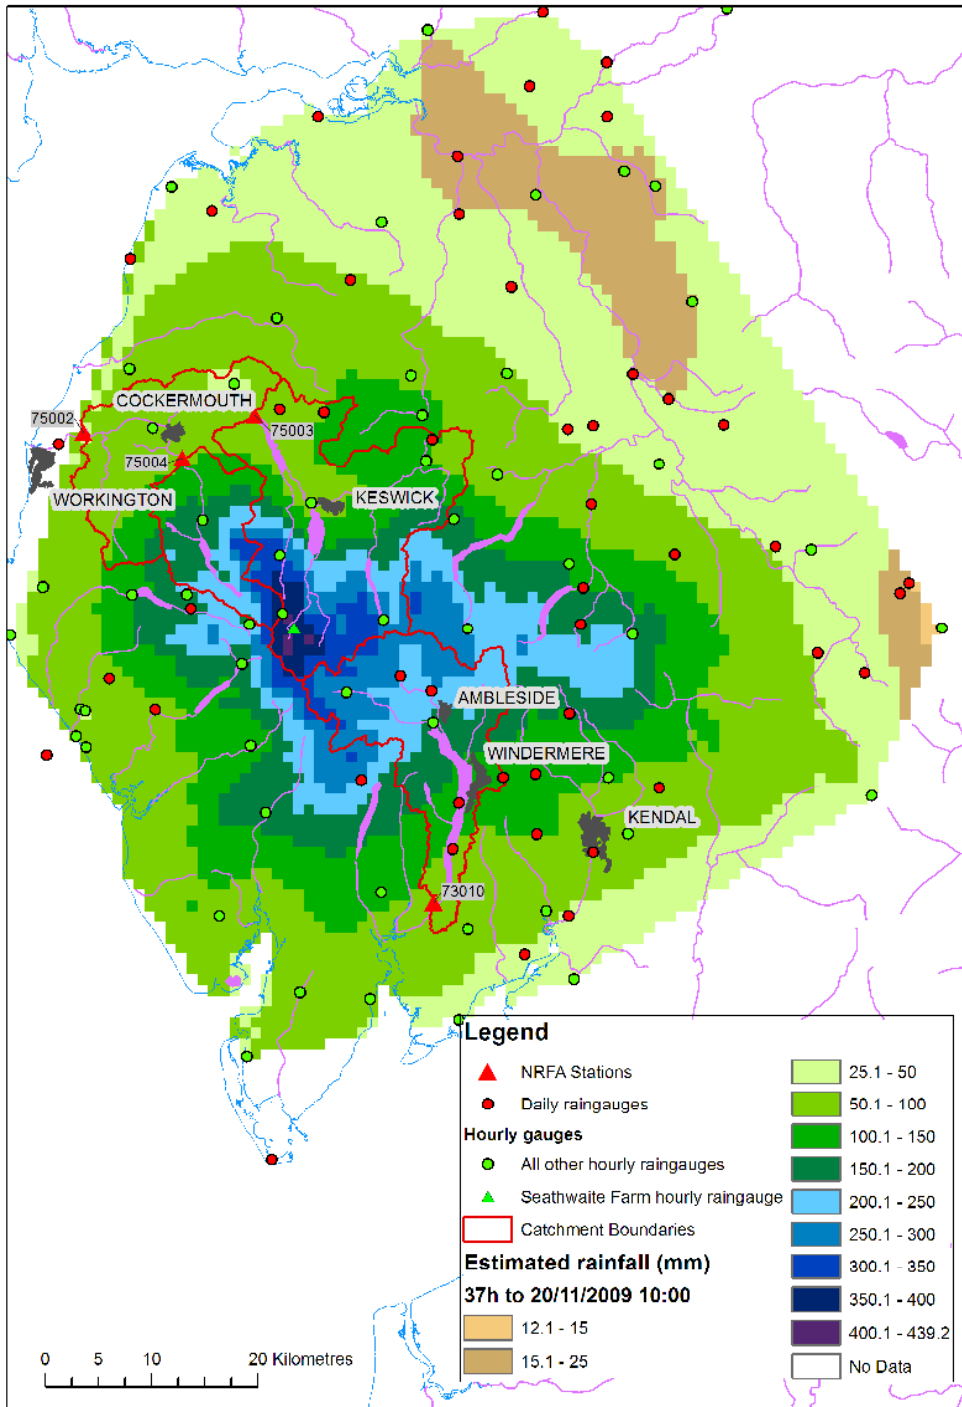 COCKERMOUTH
75002
75003
75004
WORKINGTON
KESWICK
AMBLESIDE
WINDERMERE
KENDAL
73010
Legend
NRFA Stations
Daily raingauges
Hourly gauges
All other hourly raingauges
Seathwaite Farm hourly raingauge
Catchment Boundaries
Estimated rainfall (mm)
37h to 20/11/2009 10:00
12.1 - 15
15.1 - 25
25.1 - 50
50.1 - 100
100.1 - 150
150.1 - 200
200.1 - 250
250.1 - 300
300.1 - 350
350.1 - 400
400.1 - 439.2
No Data
0 5 10 20 Kilometres